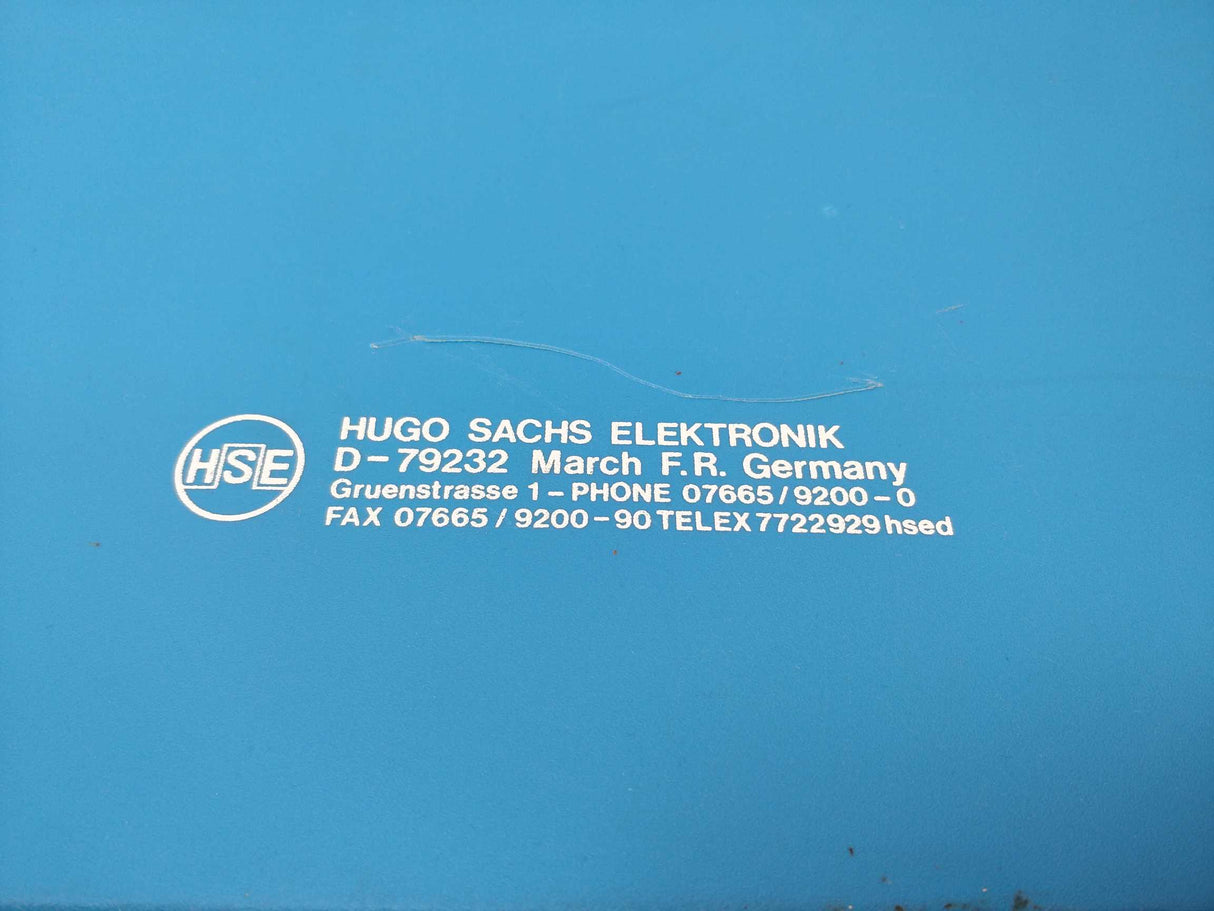 HSE
HUGO SACHS ELEKTRONIK
D-79232 March F.R. Germany
Gruenstrasse 1 - PHONE 07665/9200-0
FAX 07665/9200-90 TELEX 7722929 hsed